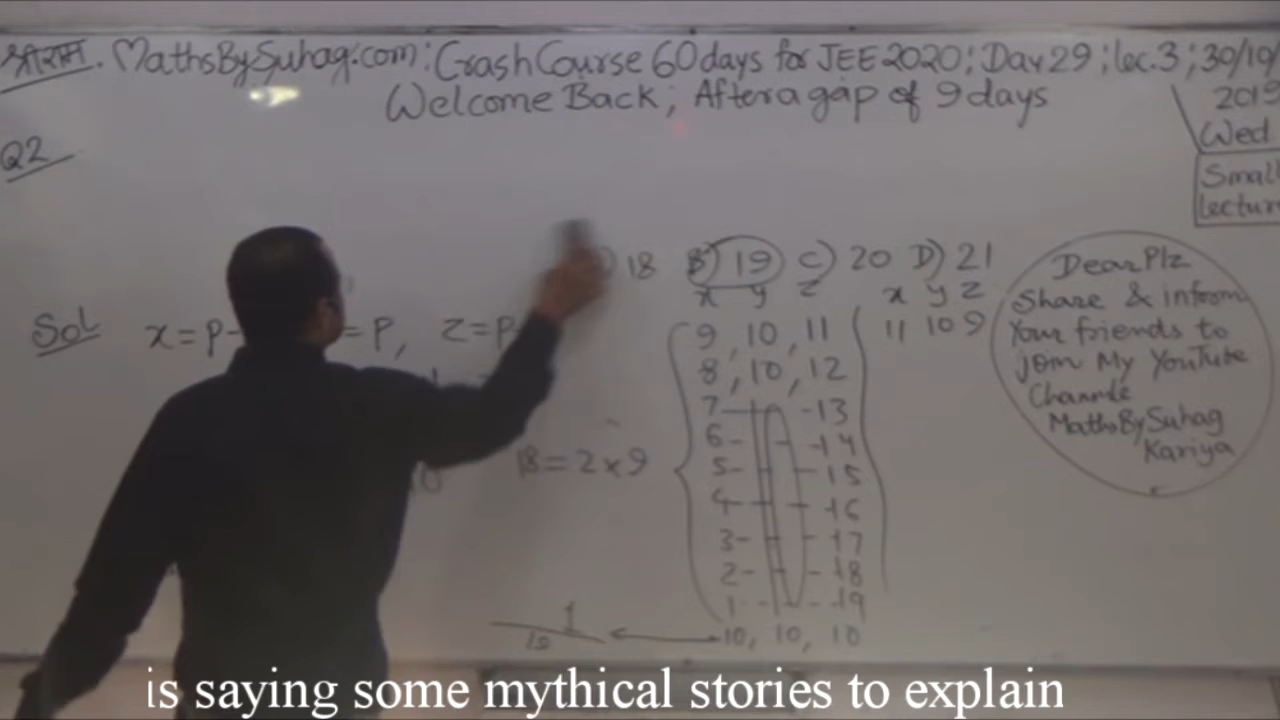 श्रीराम. MathsBySuhag.com: Crash Course 60 days for JEE 2020; Day 29; lec.3; 30/10/
2019
Wed
Welcome Back; After a gap of 9 days
Small
Lectur
Q2
18 B) 19 C) 20 D) 21
x y z
x y z
Sol x = p- = P, z = p
9, 10, 11
11 10 9
8, 10, 12
7 - 13
6 - 14
18 = 2 x 9
5 - 15
4 - 16
3 - 17
2 - 18
1 - 19
10, 10, 10
1
Dear Plz
Share & inform
Your friends to
join My YouTube
Channle
MathsBySuhag
Kariya
is saying some mythical stories to explain